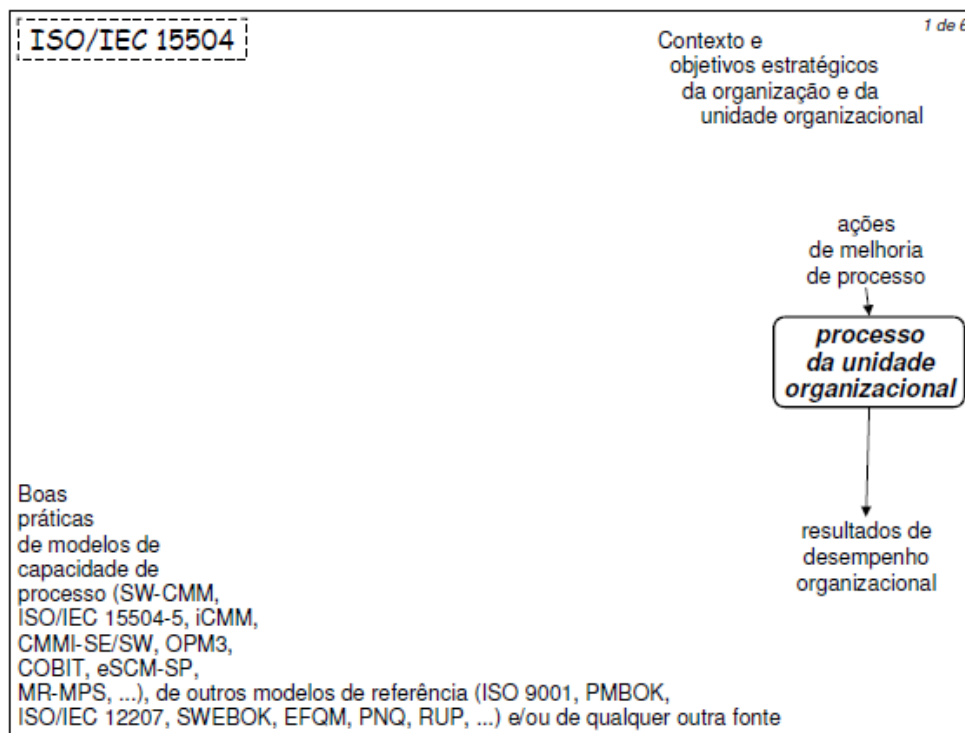 ISO/IEC 15504
1 de 6
Contexto e
objetivos estratégicos
da organização e da
unidade organizacional
ações
de melhoria
de processo
processo
da unidade
organizacional
resultados de
desempenho
organizacional
Boas
práticas
de modelos de
capacidade de
processo (SW-CMM,
ISO/IEC 15504-5, iCMM,
CMMI-SE/SW, OPM3,
COBIT, eSCM-SP,
MR-MPS, ...), de outros modelos de referência (ISO 9001, PMBOK,
ISO/IEC 12207, SWEBOK, EFQM, PNQ, RUP, ...) e/ou de qualquer outra fonte